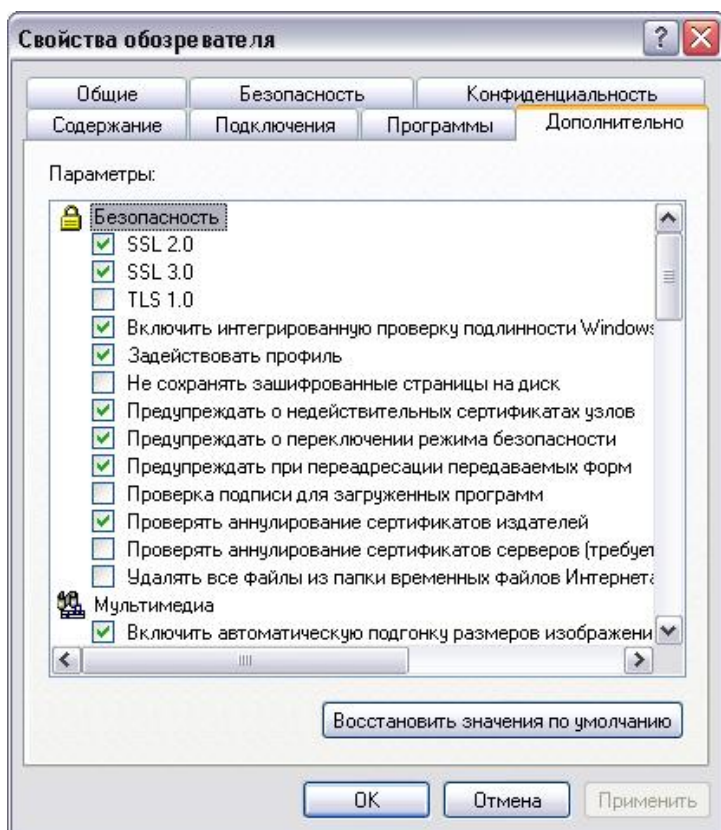 Свойства обозревателя
Общие
Безопасность
Конфиденциальность
Содержание
Подключения
Программы
Дополнительно
Параметры:
Безопасность
SSL 2.0
SSL 3.0
TLS 1.0
Включить интегрированную проверку подлинности Windows
Задействовать профиль
Не сохранять зашифрованные страницы на диск
Предупреждать о недействительных сертификатах узлов
Предупреждать о переключении режима безопасности
Предупреждать при переадресации передаваемых форм
Проверка подписи для загруженных программ
Проверять аннулирование сертификатов издателей
Проверять аннулирование сертификатов серверов (требует
Удалять все файлы из папки временных файлов Интернета
Мультимедиа
Включить автоматическую подгонку размеров изображени
Восстановить значения по умолчанию
OK
Отмена
Применить